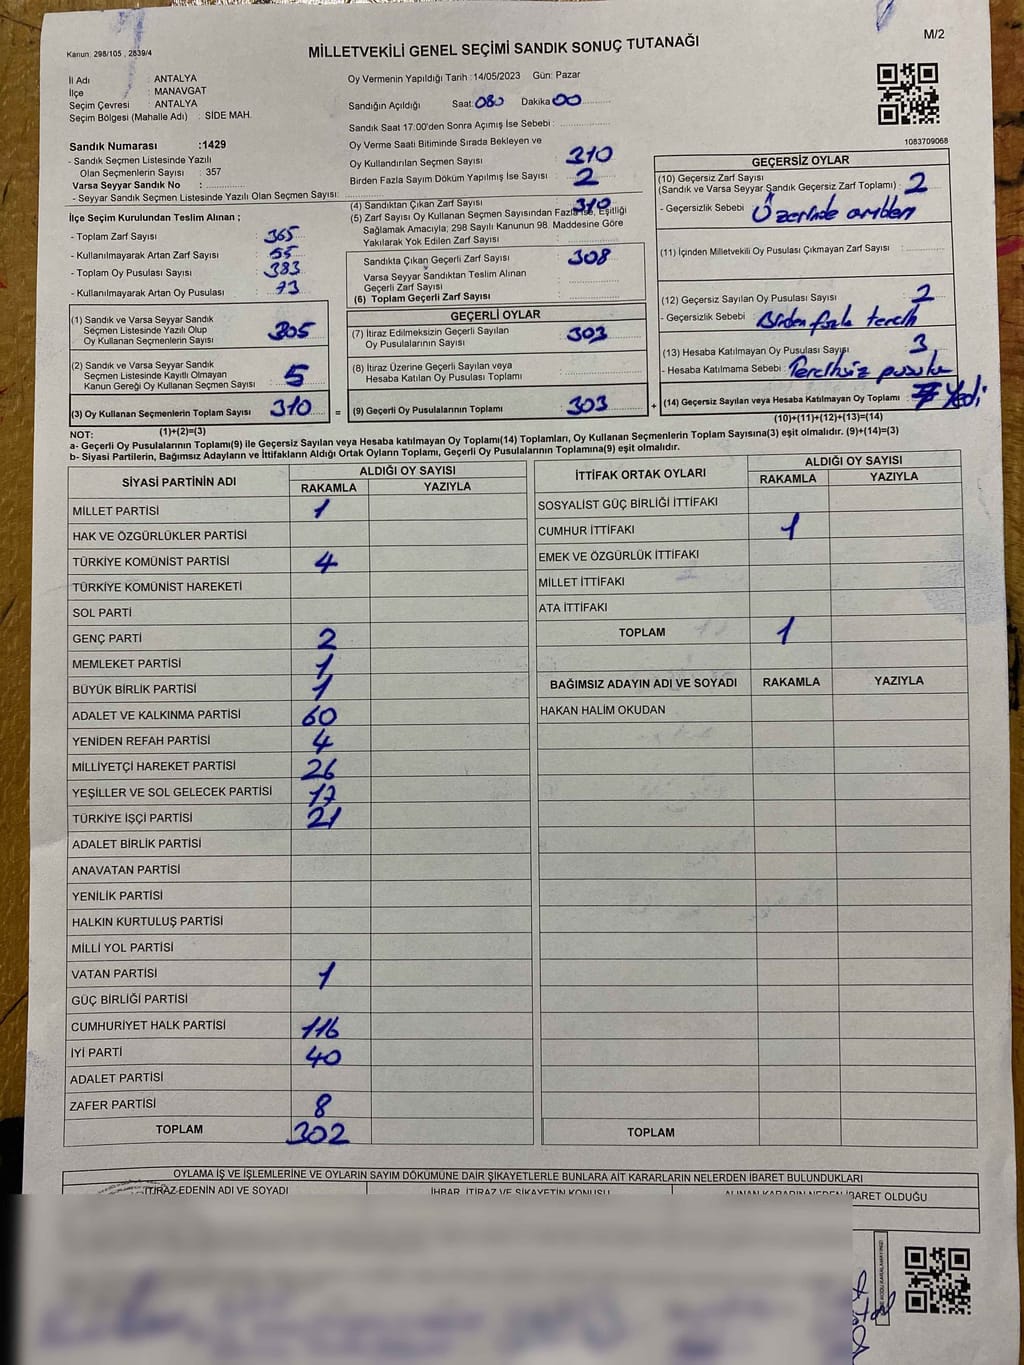 M/2
Kanun: 298/105 , 2839/4
MİLLETVEKİLİ GENEL SEÇİMİ SANDIK SONUÇ TUTANAĞI
İl Adı : ANTALYA
İlçe : MANAVGAT
Seçim Çevresi : ANTALYA
Seçim Bölgesi (Mahalle Adı) : SİDE MAH.
Sandık Numarası :1429
- Sandık Seçmen Listesinde Yazılı
Olan Seçmenlerin Sayısı : 357
Varsa Seyyar Sandık No :
- Seyyar Sandık Seçmen Listesinde Yazılı Olan Seçmen Sayısı:
İlçe Seçim Kurulundan Teslim Alınan ;
- Toplam Zarf Sayısı 365
- Kullanılmayarak Artan Zarf Sayısı 55
- Toplam Oy Pusulası Sayısı 383
- Kullanılmayarak Artan Oy Pusulası 73
(1) Sandık ve Varsa Seyyar Sandık
Seçmen Listesinde Yazılı Olup
Oy Kullanan Seçmenlerin Sayısı 305
(2) Sandık ve Varsa Seyyar Sandık
Seçmen Listesinde Kayıtlı Olmayan
Kanun Gereği Oy Kullanan Seçmen Sayısı 5
(3) Oy Kullanan Seçmenlerin Toplam Sayısı 310 =
(1)+(2)=(3)
Oy Vermenin Yapıldığı Tarih :14/05/2023 Gün: Pazar
Sandığın Açıldığı Saat: 080 Dakika 00
Sandık Saat 17:00'den Sonra Açımış İse Sebebi :
Oy Verme Saati Bitiminde Sırada Bekleyen ve
Oy Kullandırılan Seçmen Sayısı 310
Birden Fazla Sayım Döküm Yapılmış İse Sayısı : 2
(4) Sandıktan Çıkan Zarf Sayısı 310
(5) Zarf Sayısı Oy Kullanan Seçmen Sayısından Fazla ise, Eşitliği
Sağlamak Amacıyla; 298 Sayılı Kanunun 98. Maddesine Göre
Yakılarak Yok Edilen Zarf Sayısı
Sandıkta Çıkan Geçerli Zarf Sayısı 308
Varsa Seyyar Sandıktan Teslim Alınan
Geçerli Zarf Sayısı
(6) Toplam Geçerli Zarf Sayısı
GEÇERLİ OYLAR
(7) İtiraz Edilmeksizin Geçerli Sayılan
Oy Pusulalarının Sayısı 303
(8) İtiraz Üzerine Geçerli Sayılan veya
Hesaba Katılan Oy Pusulası Toplamı
(9) Geçerli Oy Pusulalarının Toplamı 303 +
1083709068
GEÇERSİZ OYLAR
(10) Geçersiz Zarf Sayısı
(Sandık ve Varsa Seyyar Sandık Geçersiz Zarf Toplamı) : 2
- Geçersizlik Sebebi : Üzerinde
(11) İçinden Milletvekili Oy Pusulası Çıkmayan Zarf Sayısı :
(12) Geçersiz Sayılan Oy Pusulası Sayısı : 2
- Geçersizlik Sebebi : Birden fazla tercih
(13) Hesaba Katılmayan Oy Pusulası Sayısı 3
- Hesaba Katılmama Sebebi : Tercihsiz pusula
(14) Geçersiz Sayılan veya Hesaba Katılmayan Oy Toplamı : 7 Yedi
(10)+(11)+(12)+(13)=(14)
NOT:
a- Geçerli Oy Pusulalarının Toplamı(9) ile Geçersiz Sayılan veya Hesaba katılmayan Oy Toplamı(14) Toplamları, Oy Kullanan Seçmenlerin Toplam Sayısına(3) eşit olmalıdır. (9)+(14)=(3)
b- Siyasi Partilerin, Bağımsız Adayların ve İttifakların Aldığı Ortak Oyların Toplamı, Geçerli Oy Pusulalarının Toplamına(9) eşit olmalıdır.
SİYASİ PARTİNİN ADI ALDIĞI OY SAYISI
RAKAMLA YAZIYLA
MİLLET PARTİSİ 1
HAK VE ÖZGÜRLÜKLER PARTİSİ
TÜRKİYE KOMÜNİST PARTİSİ 4
TÜRKİYE KOMÜNİST HAREKETİ
SOL PARTİ
GENÇ PARTİ 2
MEMLEKET PARTİSİ 1
BÜYÜK BİRLİK PARTİSİ 1
ADALET VE KALKINMA PARTİSİ 60
YENİDEN REFAH PARTİSİ 4
MİLLİYETÇİ HAREKET PARTİSİ 26
YEŞİLLER VE SOL GELECEK PARTİSİ 17
TÜRKİYE İŞÇİ PARTİSİ 21
ADALET BİRLİK PARTİSİ
ANAVATAN PARTİSİ
YENİLİK PARTİSİ
HALKIN KURTULUŞ PARTİSİ
MİLLİ YOL PARTİSİ
VATAN PARTİSİ 1
GÜÇ BİRLİĞİ PARTİSİ
CUMHURİYET HALK PARTİSİ 116
İYİ PARTİ 40
ADALET PARTİSİ
ZAFER PARTİSİ 8
TOPLAM 302
İTTİFAK ORTAK OYLARI ALDIĞI OY SAYISI
RAKAMLA YAZIYLA
SOSYALİST GÜÇ BİRLİĞİ İTTİFAKI
CUMHUR İTTİFAKI 1
EMEK VE ÖZGÜRLÜK İTTİFAKI
MİLLET İTTİFAKI
ATA İTTİFAKI
TOPLAM 1
BAĞIMSIZ ADAYIN ADI VE SOYADI RAKAMLA YAZIYLA
HAKAN HALİM OKUDAN
TOPLAM
OYLAMA İŞ VE İŞLEMLERİNE VE OYLARIN SAYIM DÖKÜMÜNE DAİR ŞİKAYETLERLE BUNLARA AİT KARARLARIN NELERDEN İBARET BULUNDUKLARI
İTİRAZ EDENİN ADI VE SOYADI İHBAR, İTİRAZ VE ŞİKAYETİN KONUSU ALINAN KARARIN NEDEN İBARET OLDUĞU